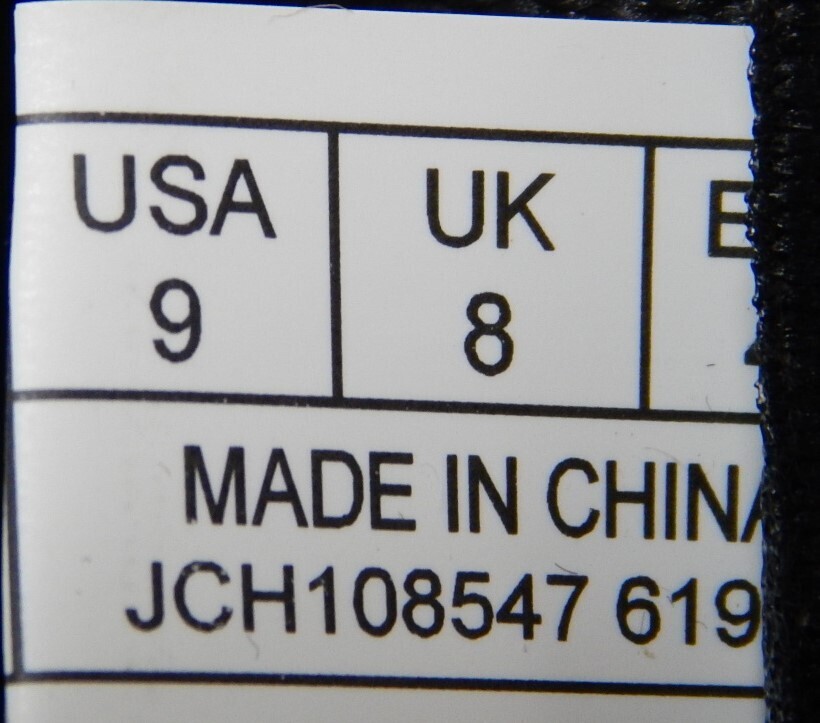 USA UK
9 8
MADE IN CHINA
JCH108547 619